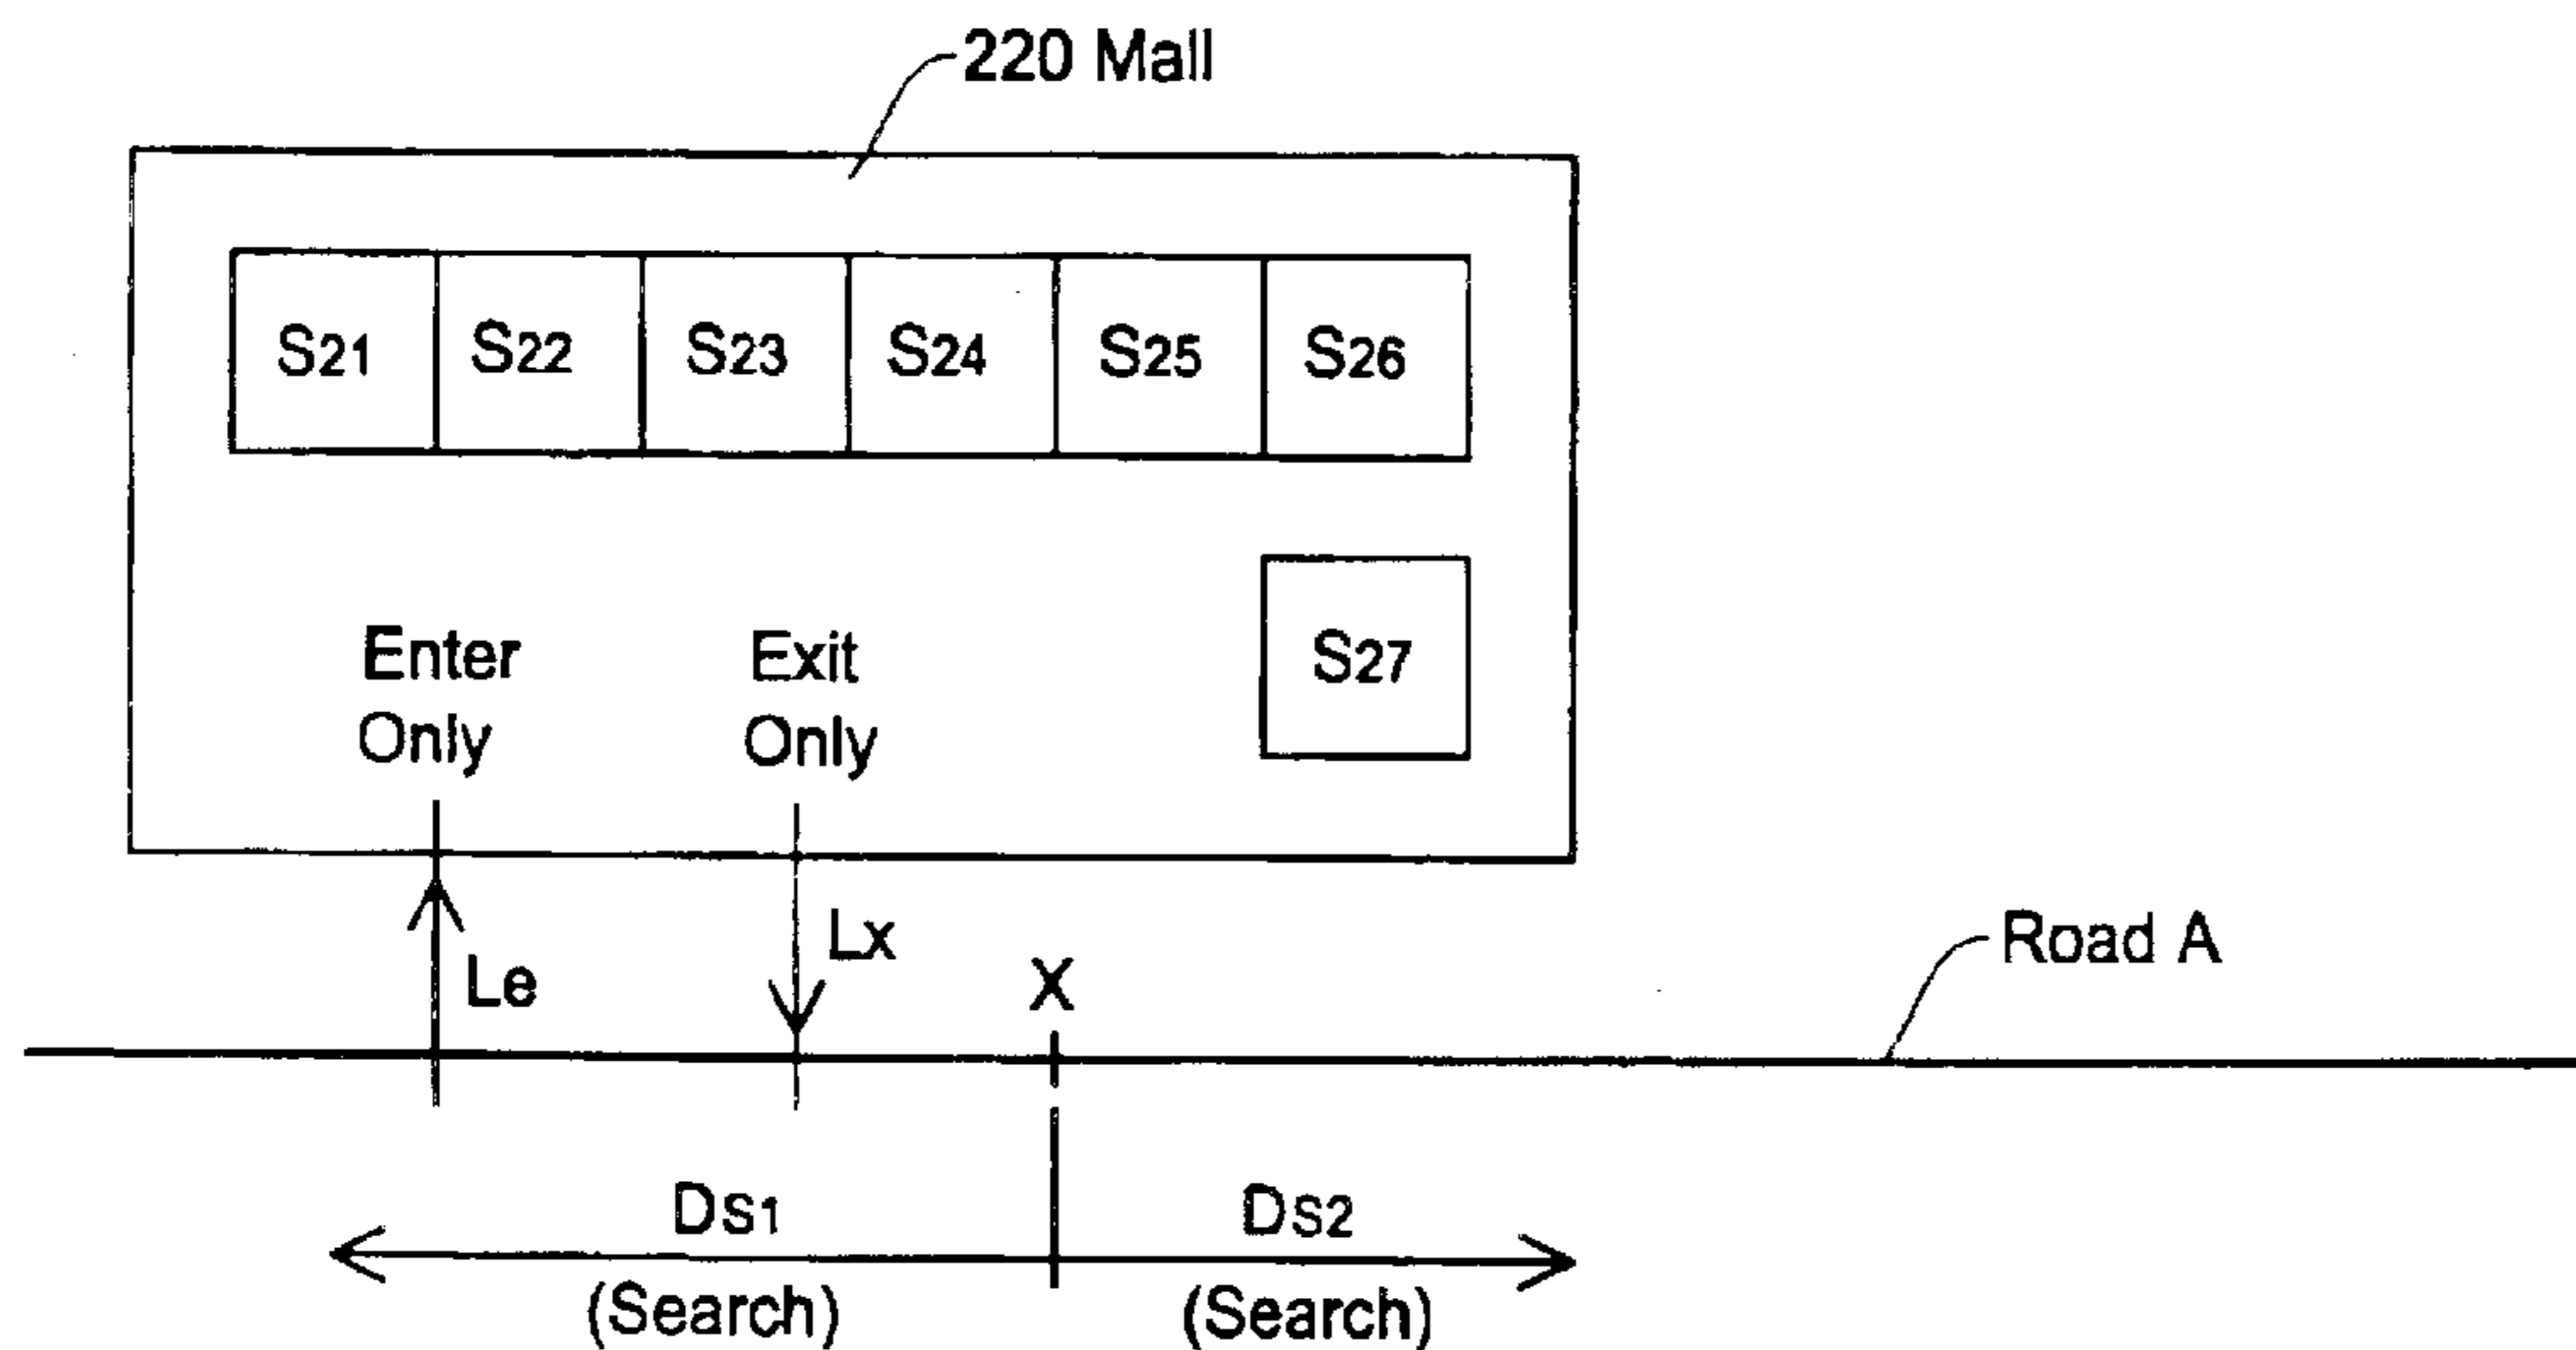 220 Mall
S21 S22 S23 S24 S25 S26
S27
Enter
Only
Exit
Only
Le
Lx
X
Road A
DS1
(Search)
DS2
(Search)